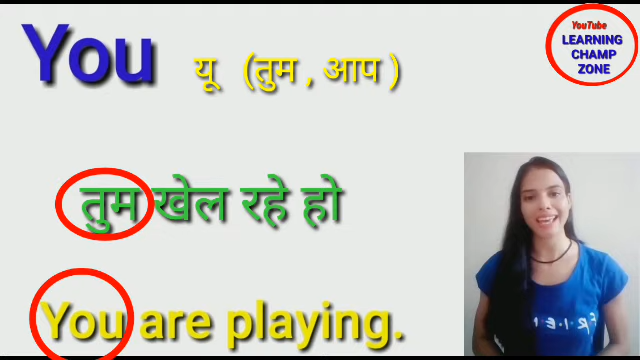 You यू (तुम , आप )
YouTube
LEARNING
CHAMP
ZONE
तुम खेल रहे हो
You are playing.